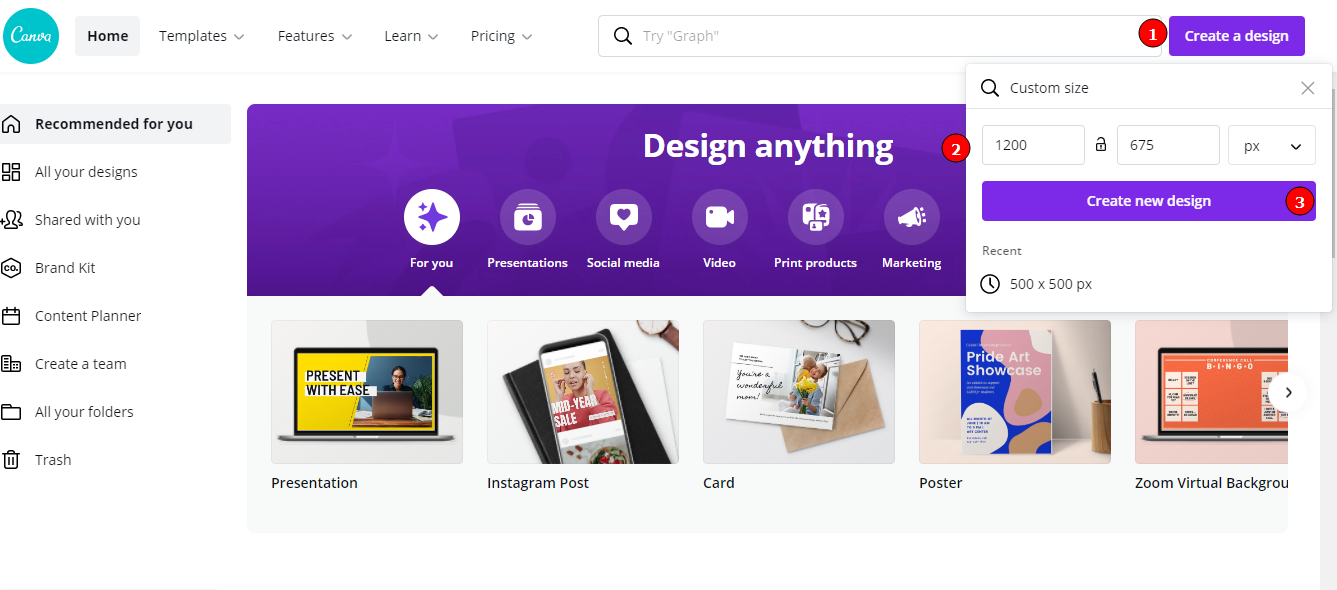 Canva
Home
Templates
Features
Learn
Pricing
Try "Graph"
1
Create a design
Custom size
2
1200
675
px
Create new design
3
Recent
500 x 500 px
Recommended for you
All your designs
Shared with you
CO.
Brand Kit
Content Planner
Create a team
All your folders
Trash
Design anything
For you
Presentations
Social media
Video
Print products
Marketing
PRESENT
WITH EASE
MID-YEAR
SALE
You're a
wonderful
mom!
Pride Art
Showcase
CONFERENCE CALL
B·I·N·G·O
Presentation
Instagram Post
Card
Poster
Zoom Virtual Backgrou